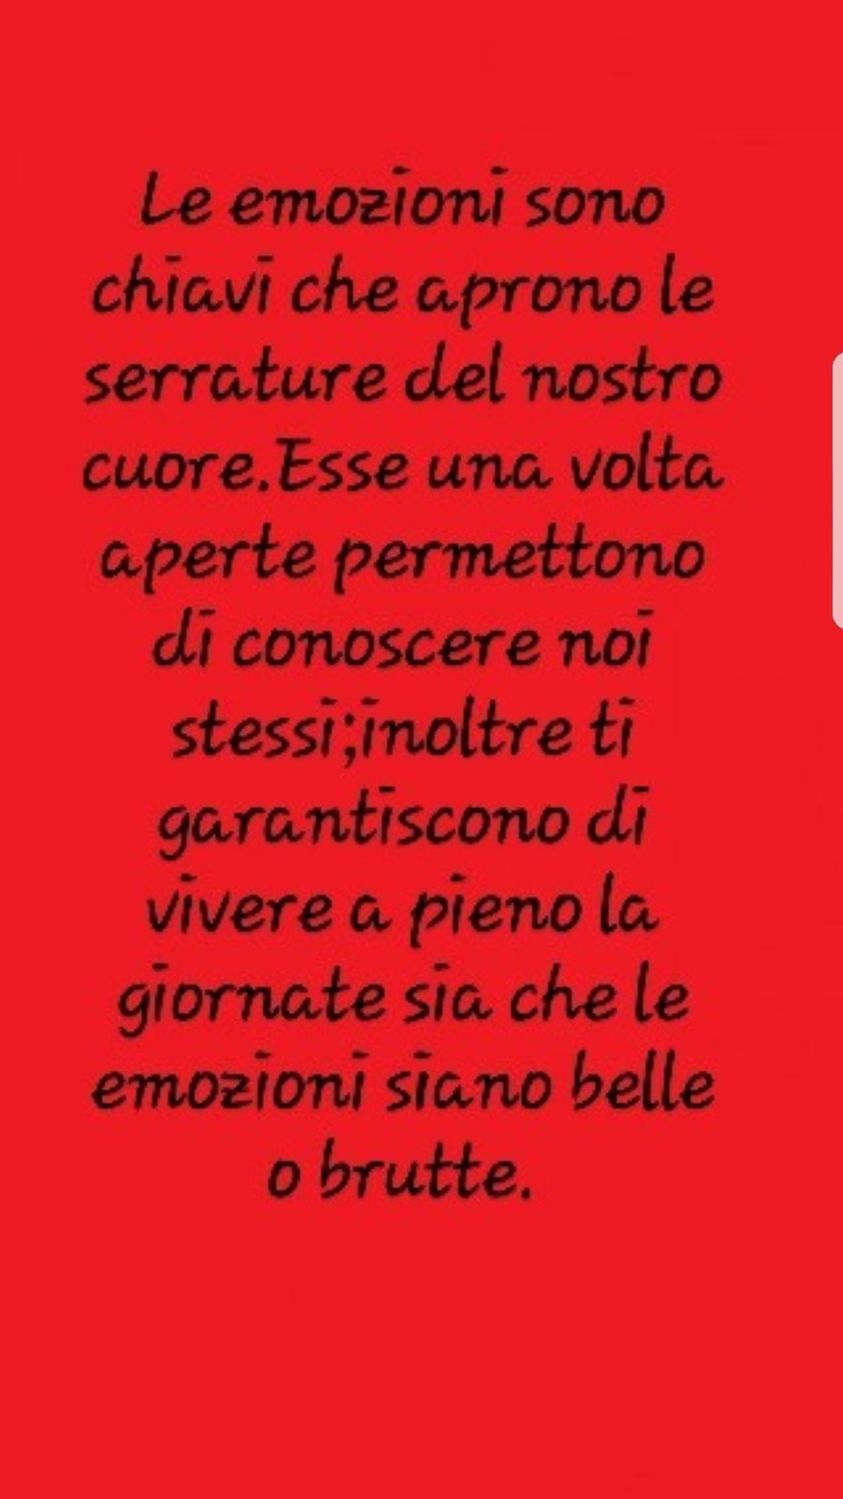 Le emozioni sono
chiavi che aprono le
serrature del nostro
cuore.Esse una volta
aperte permettono
di conoscere noi
stessi;inoltre ti
garantiscono di
vivere a pieno la
giornate sia che le
emozioni siano belle
o brutte.